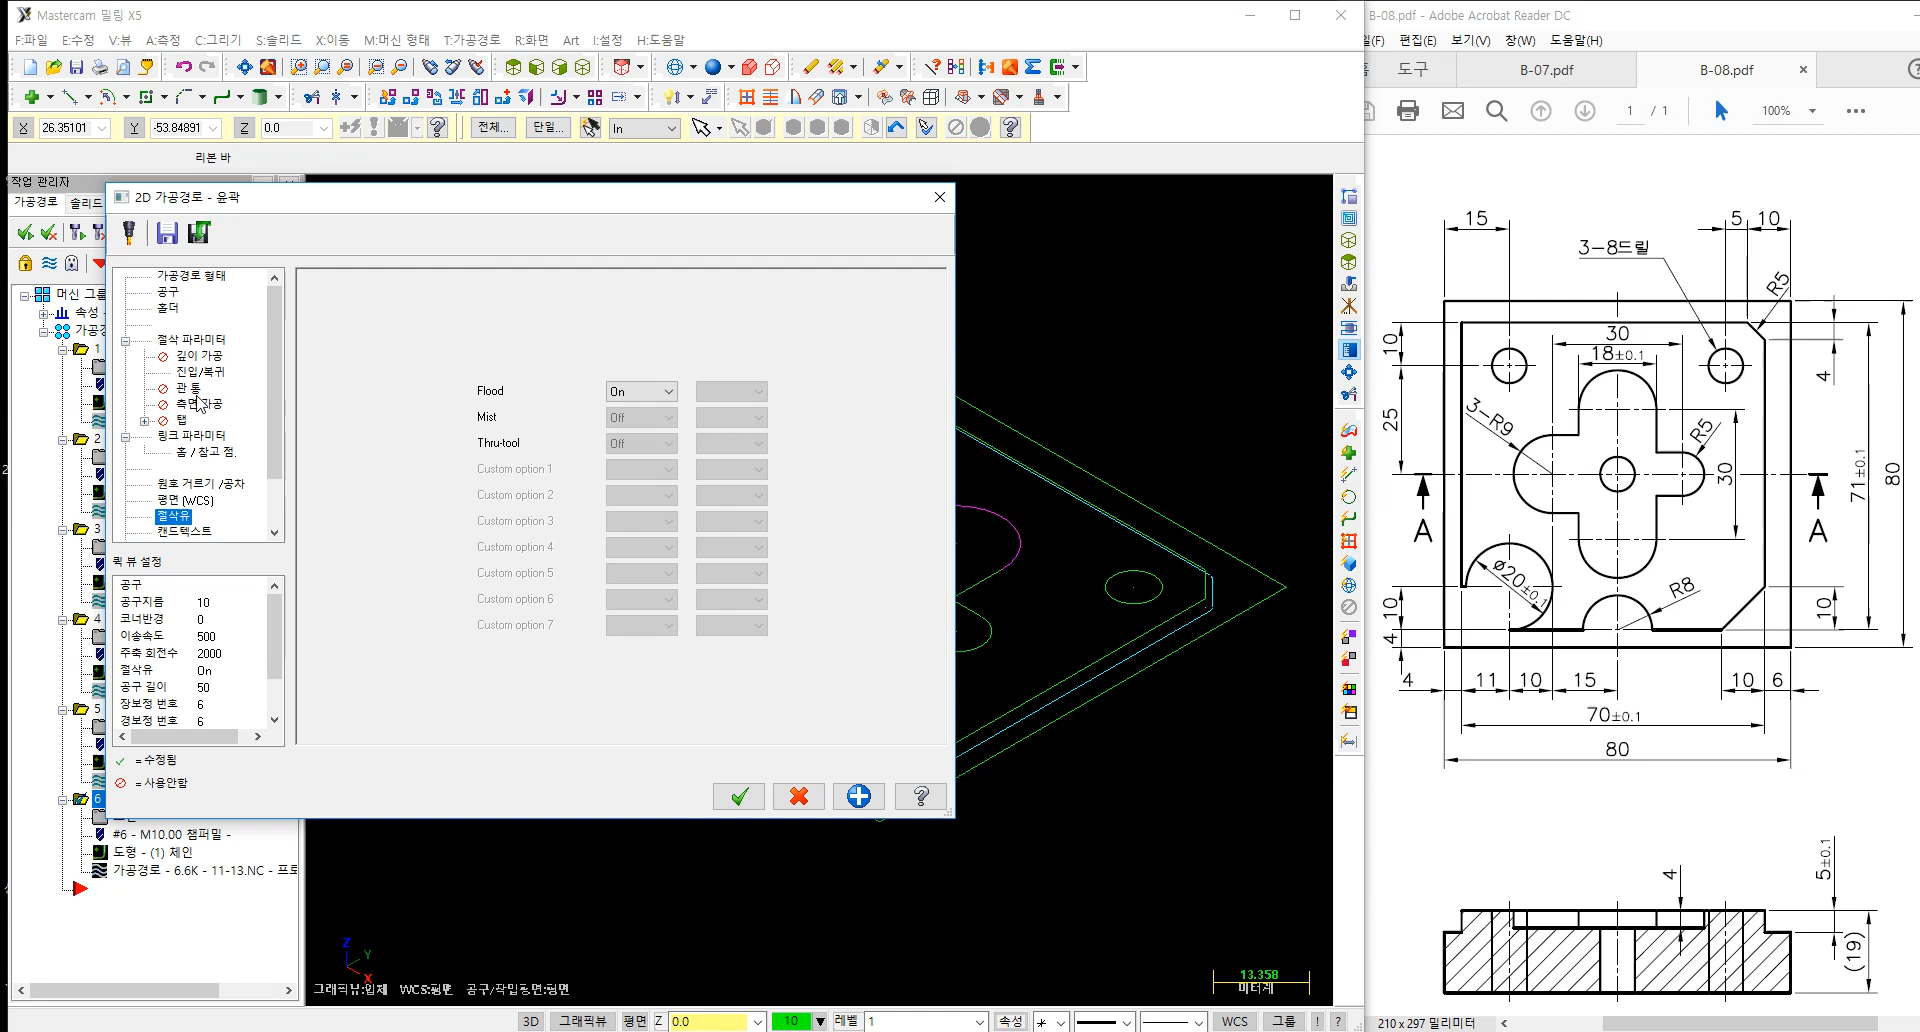 Mastercam 밀링 X5
B-08.pdf - Adobe Acrobat Reader DC
F:파일 E:수정 V:뷰 A:측정 C:그리기 S:솔리드 X:이동 M:머신 형태 T:가공경로 R:화면 Art I:설정 H:도움말
일(F) 편집(E) 보기(V) 창(W) 도움말(H)
도구 B-07.pdf B-08.pdf
1 / 1 100%
X 26.35101 Y -53.84891 Z 0.0 전체... 단일... In
리본 바
작업 관리자
가공경로 솔리드
2D 가공경로 - 윤곽
머신 그룹
속성
가공경
1
2
3
4
5
6
#6 - M10.00 챔퍼밀 -
도형 - (1) 체인
가공경로 - 6.6K - 11-13.NC - 프로
가공경로 형태
공구
홀더
절삭 파라미터
깊이 가공
진입/복귀
관 통
측면가공
탭
링크 파라미터
홈 / 참고 점.
원호 거르기 /공차
평면 (WCS)
절삭유
캔드텍스트
퀵 뷰 설정
공구
공구지름 10
코너반경 0
이송속도 500
주축 회전수 2000
절삭유 On
공구 길이 50
장보정 번호 6
경보정 번호 6
= 수정됨
= 사용안함
Flood On
Mist Off
Thru-tool Off
Custom option 1
Custom option 2
Custom option 3
Custom option 4
Custom option 5
Custom option 6
Custom option 7
Z
Y
X
그래픽뷰:입체 WCS:평면 공구/작업평면:평면
13.358
미터계
3D 그래픽뷰 평면 Z 0.0 10 레벨 1 속성 WCS 그룹 ! ?
15 5 10
3-8드릴
R5
30
18±0.1
10
4
3-R9
R5
25
30
71±0.1
80
A A
ø20±0.1
R8
10
10
4
4 11 10 15 10 6
70±0.1
80
4
5±0.1
(19)
210 x 297 밀리미터